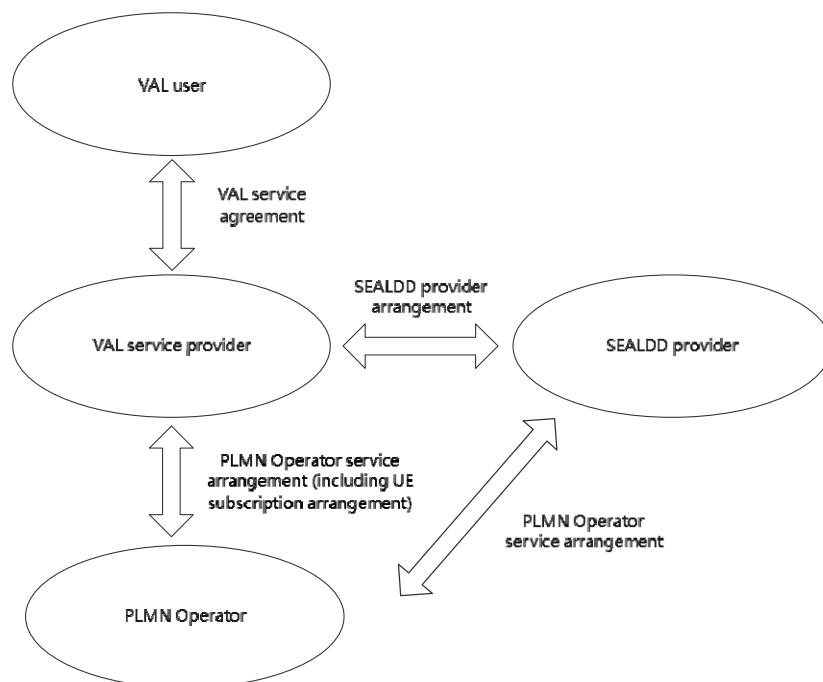 VAL user
VAL service
agreement
SEALDD provider
arrangement
VAL service provider
SEALDD provider
PLMN Operator service
arrangement (including UE
subscription arrangement)
PLMN Operator
service arrangement
PLMN Operator